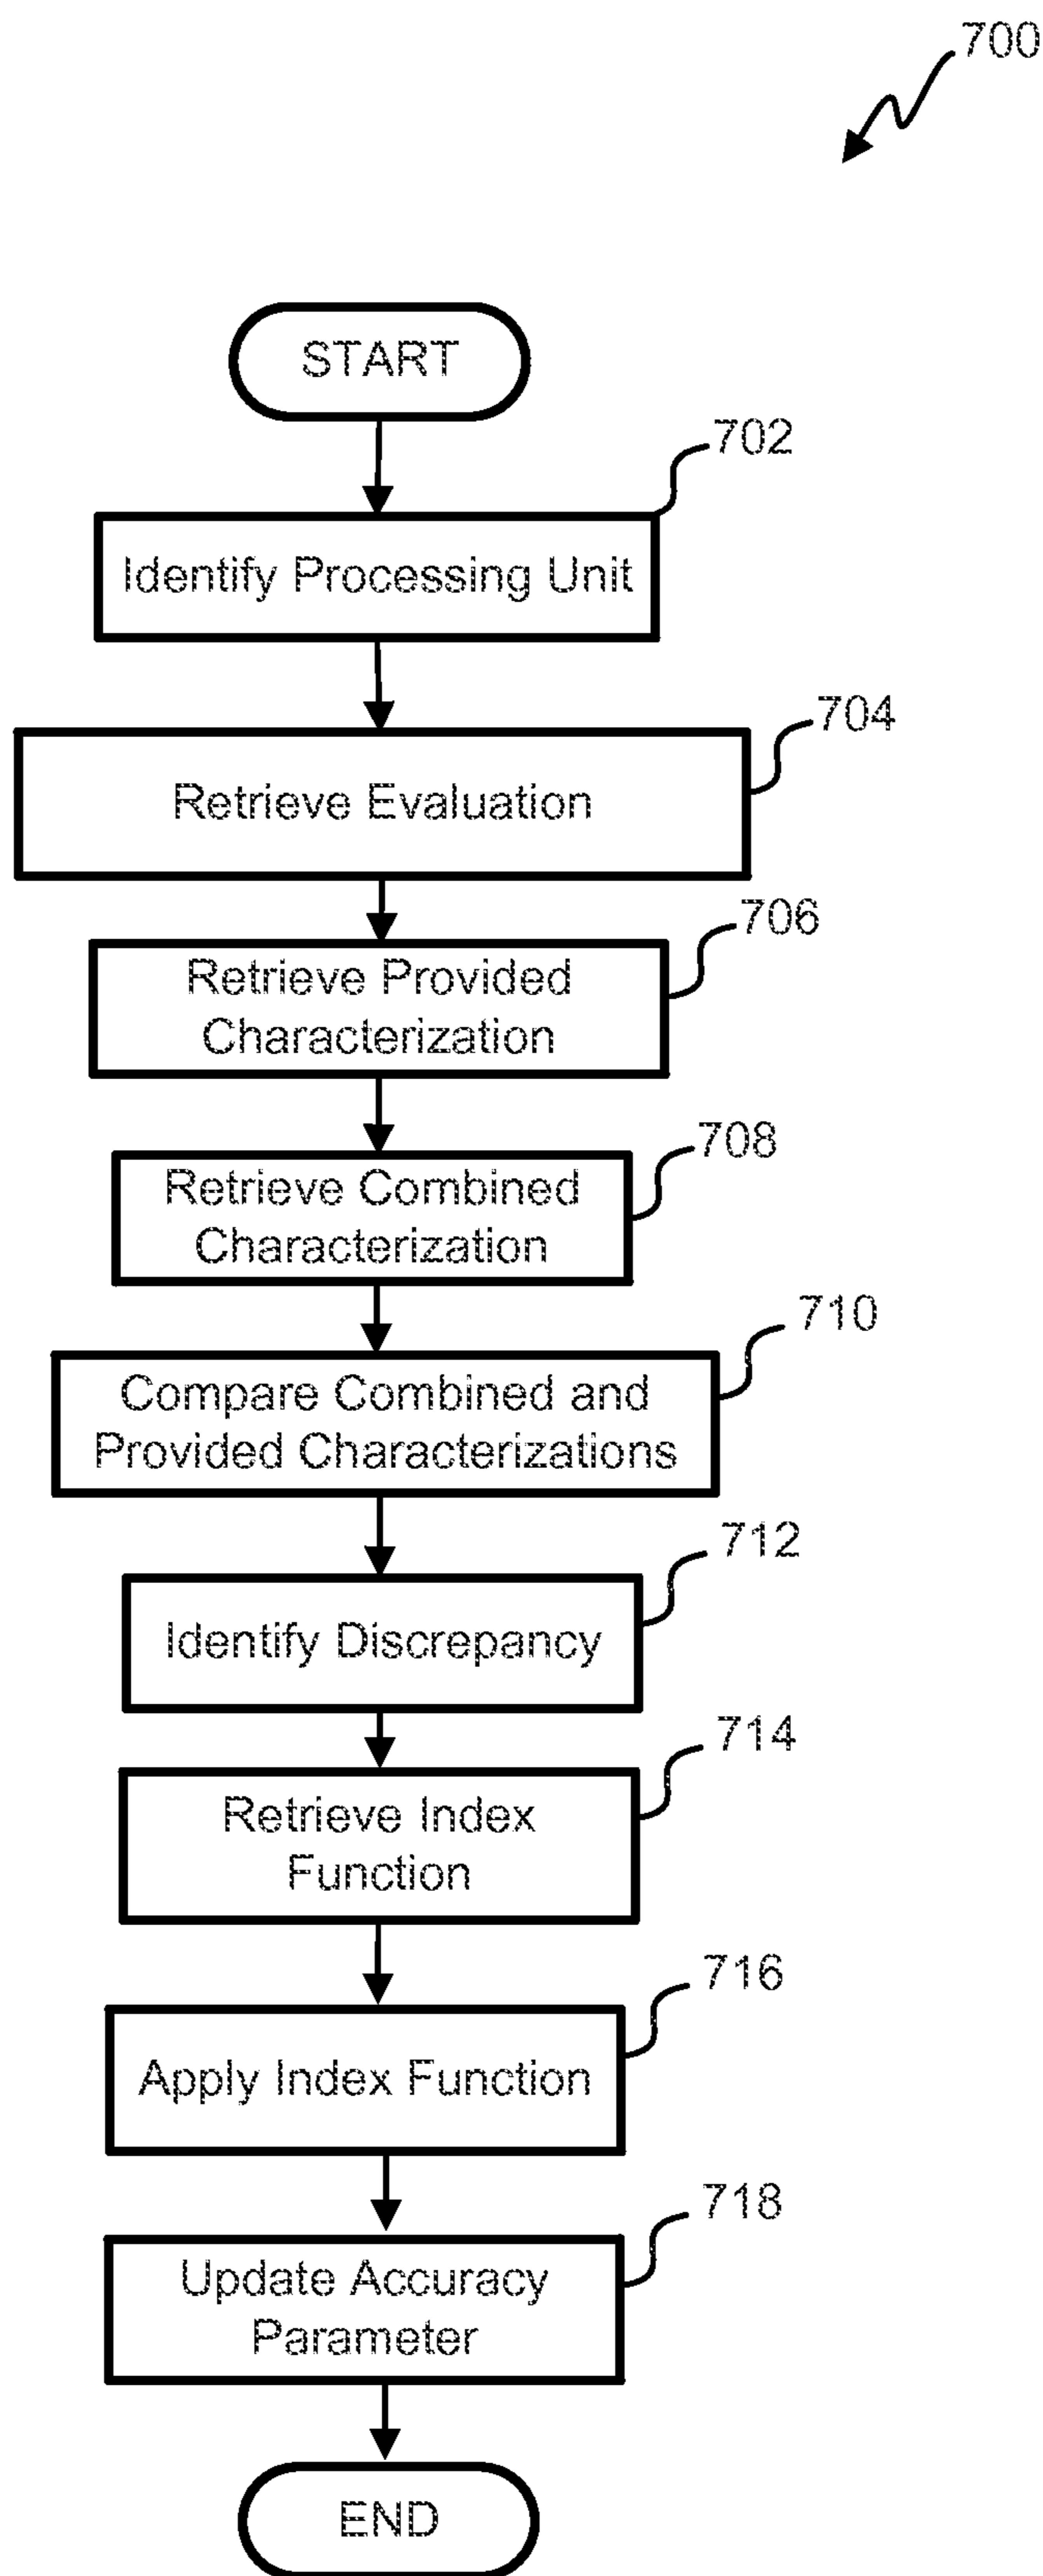 700
START
702
Identify Processing Unit
704
Retrieve Evaluation
706
Retrieve Provided
Characterization
708
Retrieve Combined
Characterization
710
Compare Combined and
Provided Characterizations
712
Identify Discrepancy
714
Retrieve Index
Function
716
Apply Index Function
718
Update Accuracy
Parameter
END